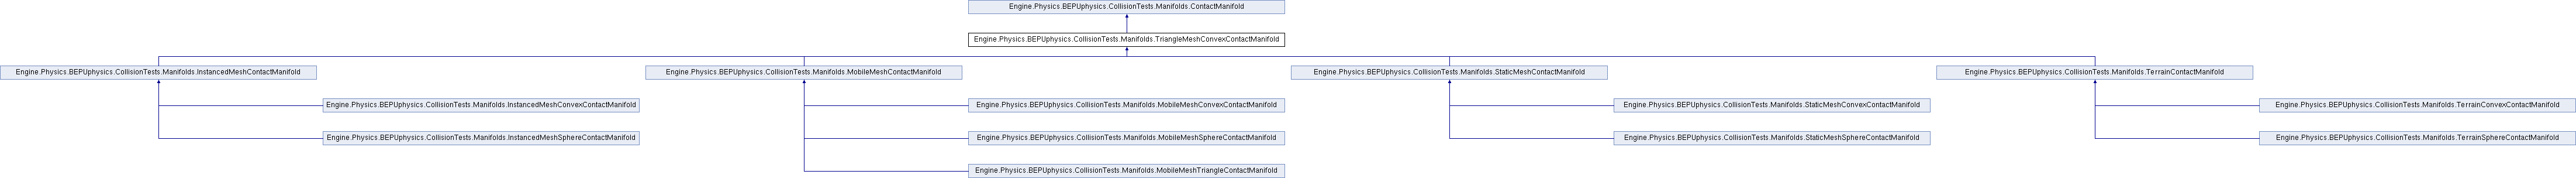 Engine.Physics.BEPUphysics.CollisionTests.Manifolds.ContactManifold
Engine.Physics.BEPUphysics.CollisionTests.Manifolds.TriangleMeshConvexContactManifold
Engine.Physics.BEPUphysics.CollisionTests.Manifolds.InstancedMeshContactManifold
Engine.Physics.BEPUphysics.CollisionTests.Manifolds.MobileMeshContactManifold
Engine.Physics.BEPUphysics.CollisionTests.Manifolds.StaticMeshContactManifold
Engine.Physics.BEPUphysics.CollisionTests.Manifolds.TerrainContactManifold
Engine.Physics.BEPUphysics.CollisionTests.Manifolds.InstancedMeshConvexContactManifold
Engine.Physics.BEPUphysics.CollisionTests.Manifolds.MobileMeshConvexContactManifold
Engine.Physics.BEPUphysics.CollisionTests.Manifolds.StaticMeshConvexContactManifold
Engine.Physics.BEPUphysics.CollisionTests.Manifolds.TerrainConvexContactManifold
Engine.Physics.BEPUphysics.CollisionTests.Manifolds.InstancedMeshSphereContactManifold
Engine.Physics.BEPUphysics.CollisionTests.Manifolds.MobileMeshSphereContactManifold
Engine.Physics.BEPUphysics.CollisionTests.Manifolds.StaticMeshSphereContactManifold
Engine.Physics.BEPUphysics.CollisionTests.Manifolds.TerrainSphereContactManifold
Engine.Physics.BEPUphysics.CollisionTests.Manifolds.MobileMeshTriangleContactManifold